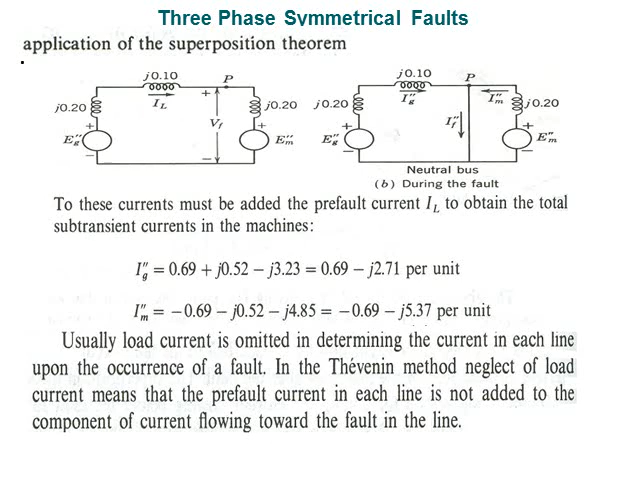 Three Phase Symmetrical Faults
application of the superposition theorem
j0.10 P
j0.20 I_L + V_f − j0.20
E″_g + − + − E″_m
j0.10 P
j0.20 I″_g I″_f I″_m j0.20
E″_g + − + − E″_m
Neutral bus
(b) During the fault
To these currents must be added the prefault current I_L to obtain the total
subtransient currents in the machines:
I″_g = 0.69 + j0.52 − j3.23 = 0.69 − j2.71 per unit
I″_m = −0.69 − j0.52 − j4.85 = −0.69 − j5.37 per unit
Usually load current is omitted in determining the current in each line
upon the occurrence of a fault. In the Thévenin method neglect of load
current means that the prefault current in each line is not added to the
component of current flowing toward the fault in the line.